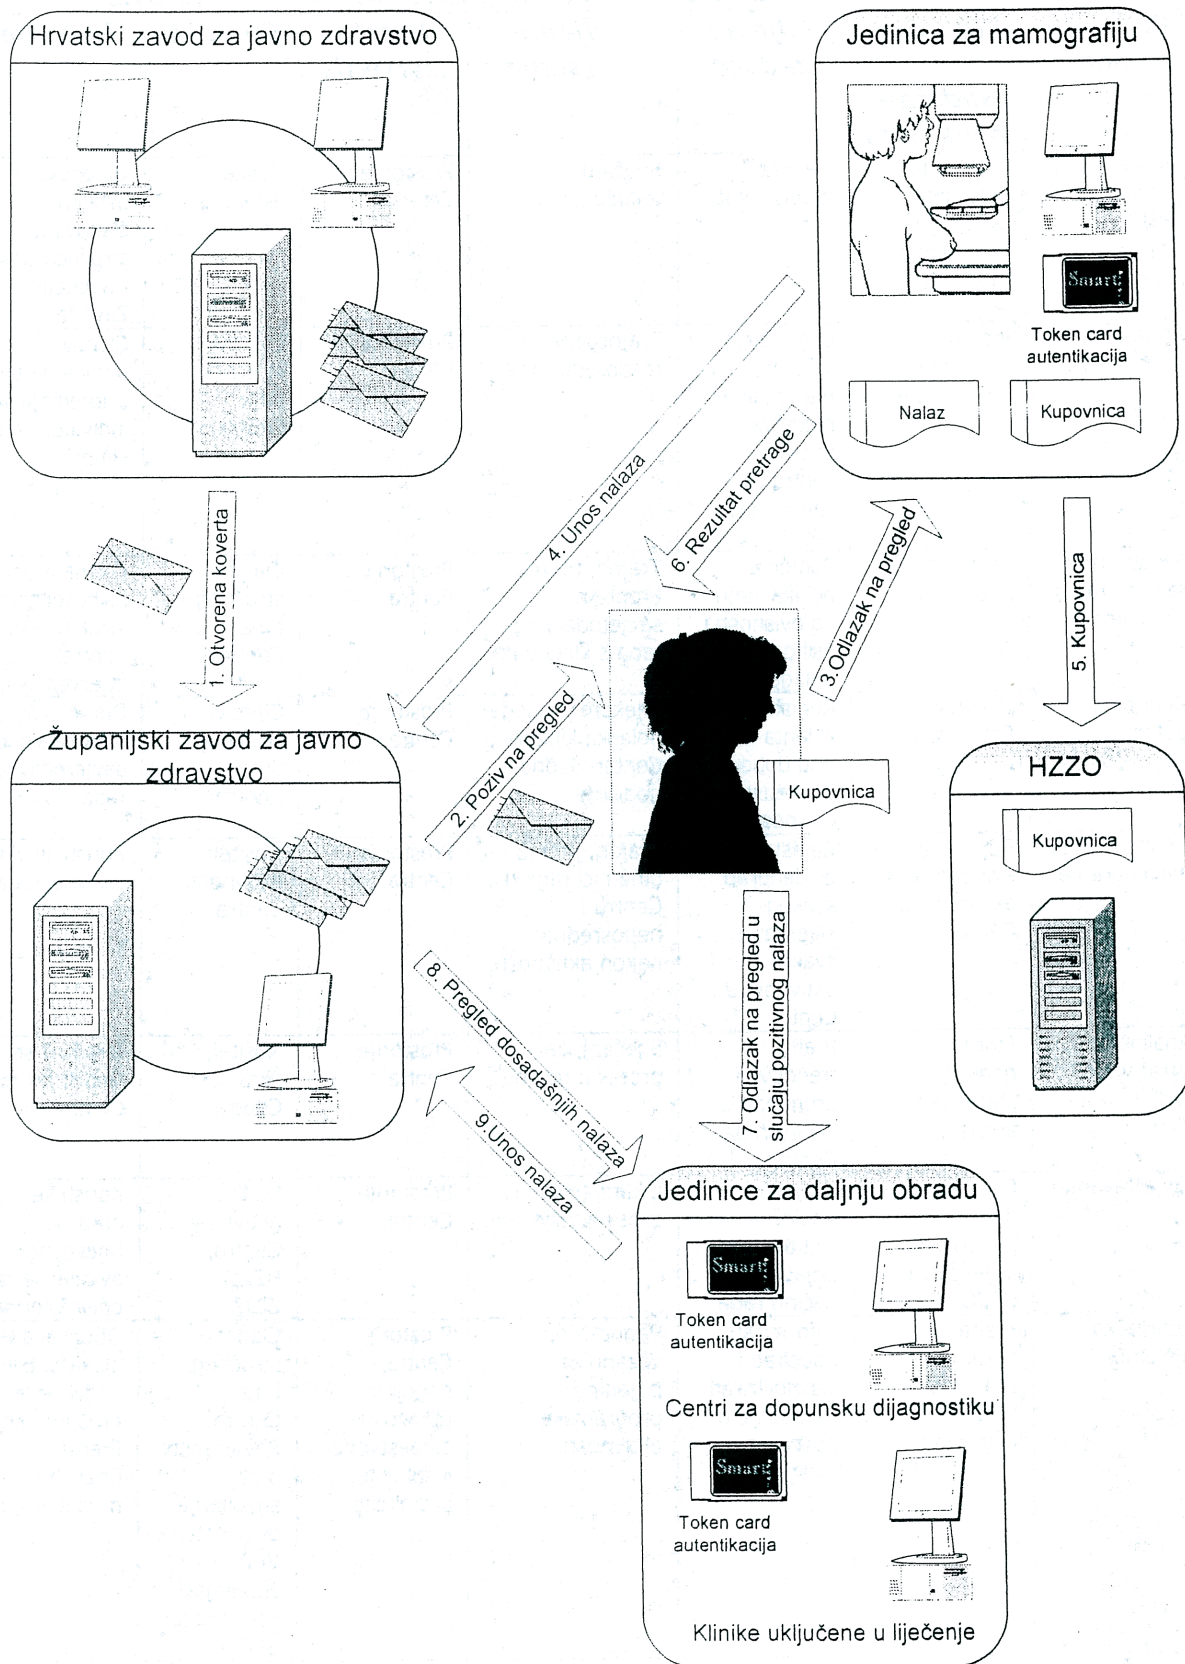 Hrvatski zavod za javno zdravstvo
Jedinica za mamografiju
Smart
Token card
autentikacija
Nalaz
Kupovnica
1. Otvorena koverta
4. Unos nalaza
6. Rezultat pretrage
3.Odlazak na pregled
5. Kupovnica
Županijski zavod za javno
zdravstvo
2. Poziv na pregled
Kupovnica
HZZO
Kupovnica
8. Pregled dosadašnjih nalaza
9.Unos nalaza
7. Odlazak na pregled u
slučaju pozitivnog nalaza
Jedinice za daljnju obradu
Smart
Token card
autentikacija
Centri za dopunsku dijagnostiku
Smart
Token card
autentikacija
Klinike uključene u liječenje